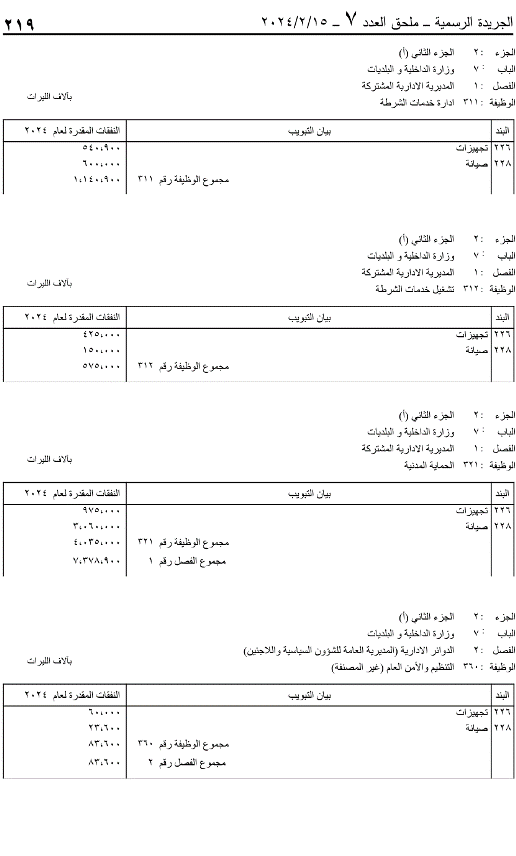 الجريدة الرسمية ــ ملحق العدد ٧ ــ ٢٠٢٤/٢/١٥ ٢١٩
الجزء : ٢ الجزء الثاني (أ)
الباب : ٧ وزارة الداخلية و البلديات
الفصل : ١ المديرية الادارية المشتركة
الوظيفة : ٣١١ ادارة خدمات الشرطة
بآلاف الليرات
البند بيان التبويب النفقات المقدرة لعام ٢٠٢٤
٢٢٦ تجهيزات ٥٤٠،٩٠٠
٢٢٨ صيانة ٦٠٠،٠٠٠
مجموع الوظيفة رقم ٣١١ ١،١٤٠،٩٠٠
الجزء : ٢ الجزء الثاني (أ)
الباب : ٧ وزارة الداخلية و البلديات
الفصل : ١ المديرية الادارية المشتركة
الوظيفة : ٣١٢ تشغيل خدمات الشرطة
بآلاف الليرات
البند بيان التبويب النفقات المقدرة لعام ٢٠٢٤
٢٢٦ تجهيزات ٤٢٥،٠٠٠
٢٢٨ صيانة ١٥٠،٠٠٠
مجموع الوظيفة رقم ٣١٢ ٥٧٥،٠٠٠
الجزء : ٢ الجزء الثاني (أ)
الباب : ٧ وزارة الداخلية و البلديات
الفصل : ١ المديرية الادارية المشتركة
الوظيفة : ٣٢١ الحماية المدنية
بآلاف الليرات
البند بيان التبويب النفقات المقدرة لعام ٢٠٢٤
٢٢٦ تجهيزات ٩٧٥،٠٠٠
٢٢٨ صيانة ٣،٠٦٠،٠٠٠
مجموع الوظيفة رقم ٣٢١ ٤،٠٣٥،٠٠٠
مجموع الفصل رقم ١ ٧،٣٧٨،٩٠٠
الجزء : ٢ الجزء الثاني (أ)
الباب : ٧ وزارة الداخلية و البلديات
الفصل : ٢ الدوائر الادارية (المديرية العامة للشؤون السياسية واللاجئين)
الوظيفة : ٣٦٠ التنظيم والأمن العام (غير المصنفة)
بآلاف الليرات
البند بيان التبويب النفقات المقدرة لعام ٢٠٢٤
٢٢٦ تجهيزات ٦٠،٠٠٠
٢٢٨ صيانة ٢٣،٦٠٠
مجموع الوظيفة رقم ٣٦٠ ٨٣،٦٠٠
مجموع الفصل رقم ٢ ٨٣،٦٠٠